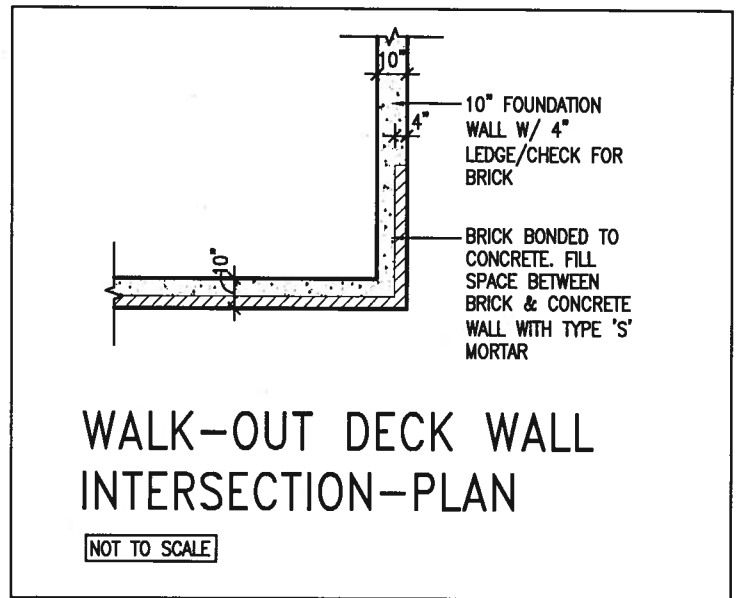 10"
4"
10" FOUNDATION
WALL W/ 4"
LEDGE/CHECK FOR
BRICK
10"
BRICK BONDED TO
CONCRETE. FILL
SPACE BETWEEN
BRICK & CONCRETE
WALL WITH TYPE 'S'
MORTAR
WALK-OUT DECK WALL
INTERSECTION-PLAN
NOT TO SCALE